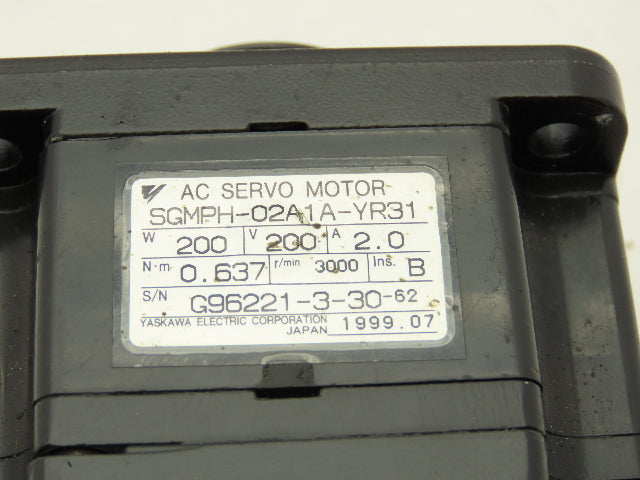 AC SERVO MOTOR
SGMPH-02A1A-YR31
W 200 V 200 A 2.0
N·m 0.637 r/min 3000 Ins. B
S/N G96221-3-30-62
YASKAWA ELECTRIC CORPORATION
JAPAN 1999.07